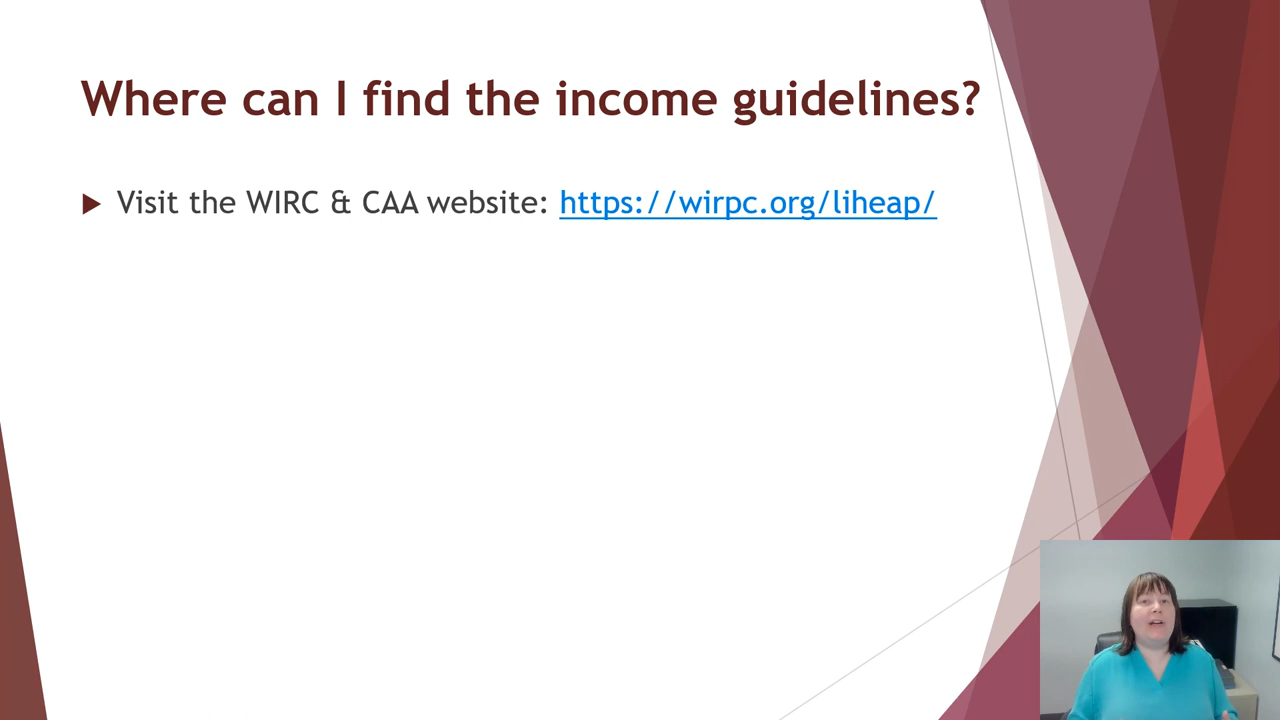 Where can I find the income guidelines?
Visit the WIRC & CAA website: https://wirpc.org/liheap/